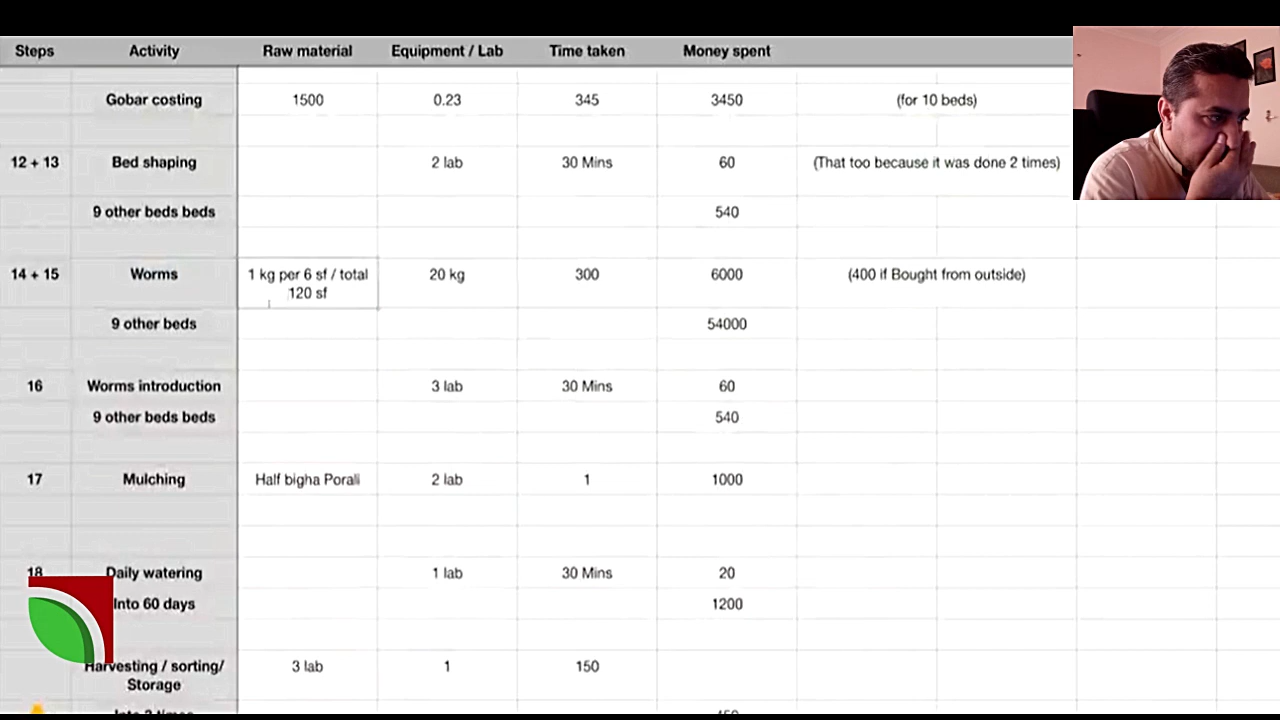 Steps Activity Raw material Equipment / Lab Time taken Money spent
Gobar costing 1500 0.23 345 3450 (for 10 beds)
12 + 13 Bed shaping 2 lab 30 Mins 60 (That too because it was done 2 times)
9 other beds beds 540
14 + 15 Worms 1 kg per 6 sf / total 20 kg 300 6000 (400 if Bought from outside)
120 sf
9 other beds 54000
16 Worms introduction 3 lab 30 Mins 60
9 other beds beds 540
17 Mulching Half bigha Porali 2 lab 1 1000
18 Daily watering 1 lab 30 Mins 20
Into 60 days 1200
Harvesting / sorting/ 3 lab 1 150
Storage